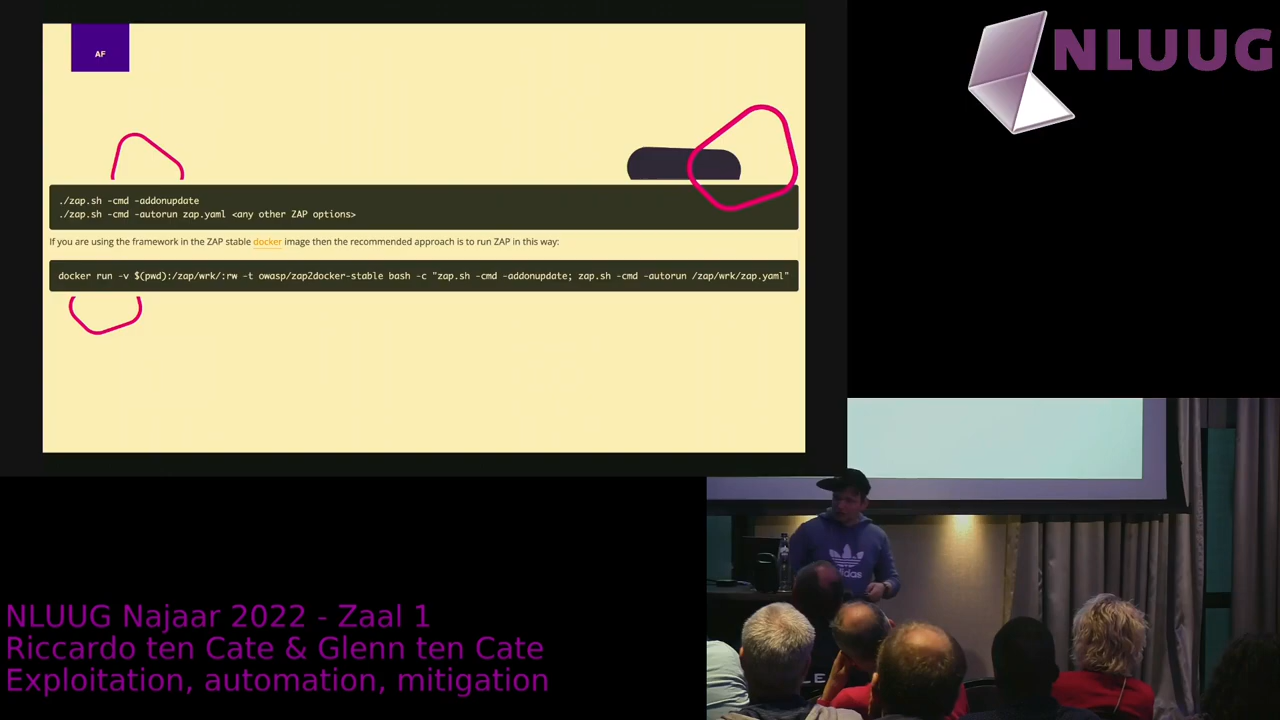 AF
NLUUG
./zap.sh -cmd -addonupdate
./zap.sh -cmd -autorun zap.yaml <any other ZAP options>
If you are using the framework in the ZAP stable docker image then the recommended approach is to run ZAP in this way:
docker run -v $(pwd):/zap/wrk/:rw -t owasp/zap2docker-stable bash -c "zap.sh -cmd -addonupdate; zap.sh -cmd -autorun /zap/wrk/zap.yaml"
adidas
NLUUG Najaar 2022 - Zaal 1
Riccardo ten Cate & Glenn ten Cate
Exploitation, automation, mitigation